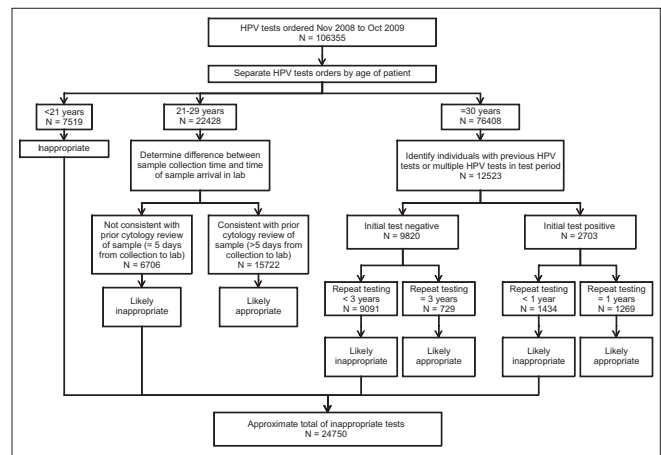 HPV tests ordered Nov 2008 to Oct 2009
N = 106355
Separate HPV tests orders by age of patient
<21 years
N = 7519
21-29 years
N = 22428
=30 years
N = 76408
Inappropriate
Determine difference between
sample collection time and time
of sample arrival in lab
Identify individuals with previous HPV
tests or multiple HPV tests in test period
N = 12523
Not consistent with
prior cytology review
of sample (= 5 days
from collection to lab)
N = 6706
Consistent with prior
cytology review of
sample (>5 days from
collection to lab)
N = 15722
Initial test negative
N = 9820
Initial test positive
N = 2703
Likely
inappropriate
Likely
appropriate
Repeat testing
< 3 years
N = 9091
Repeat testing
= 3 years
N = 729
Repeat testing
< 1 year
N = 1434
Repeat testing
= 1 years
N = 1269
Likely
inappropriate
Likely
appropriate
Likely
inappropriate
Likely
appropriate
Approximate total of inappropriate tests
N = 24750